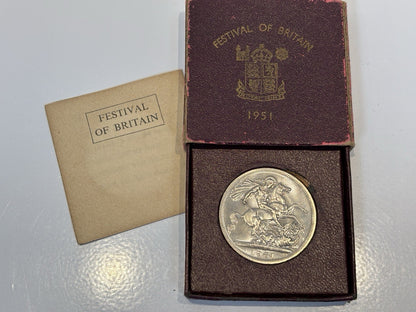 FESTIVAL OF BRITAIN
1951
FESTIVAL
OF BRITAIN